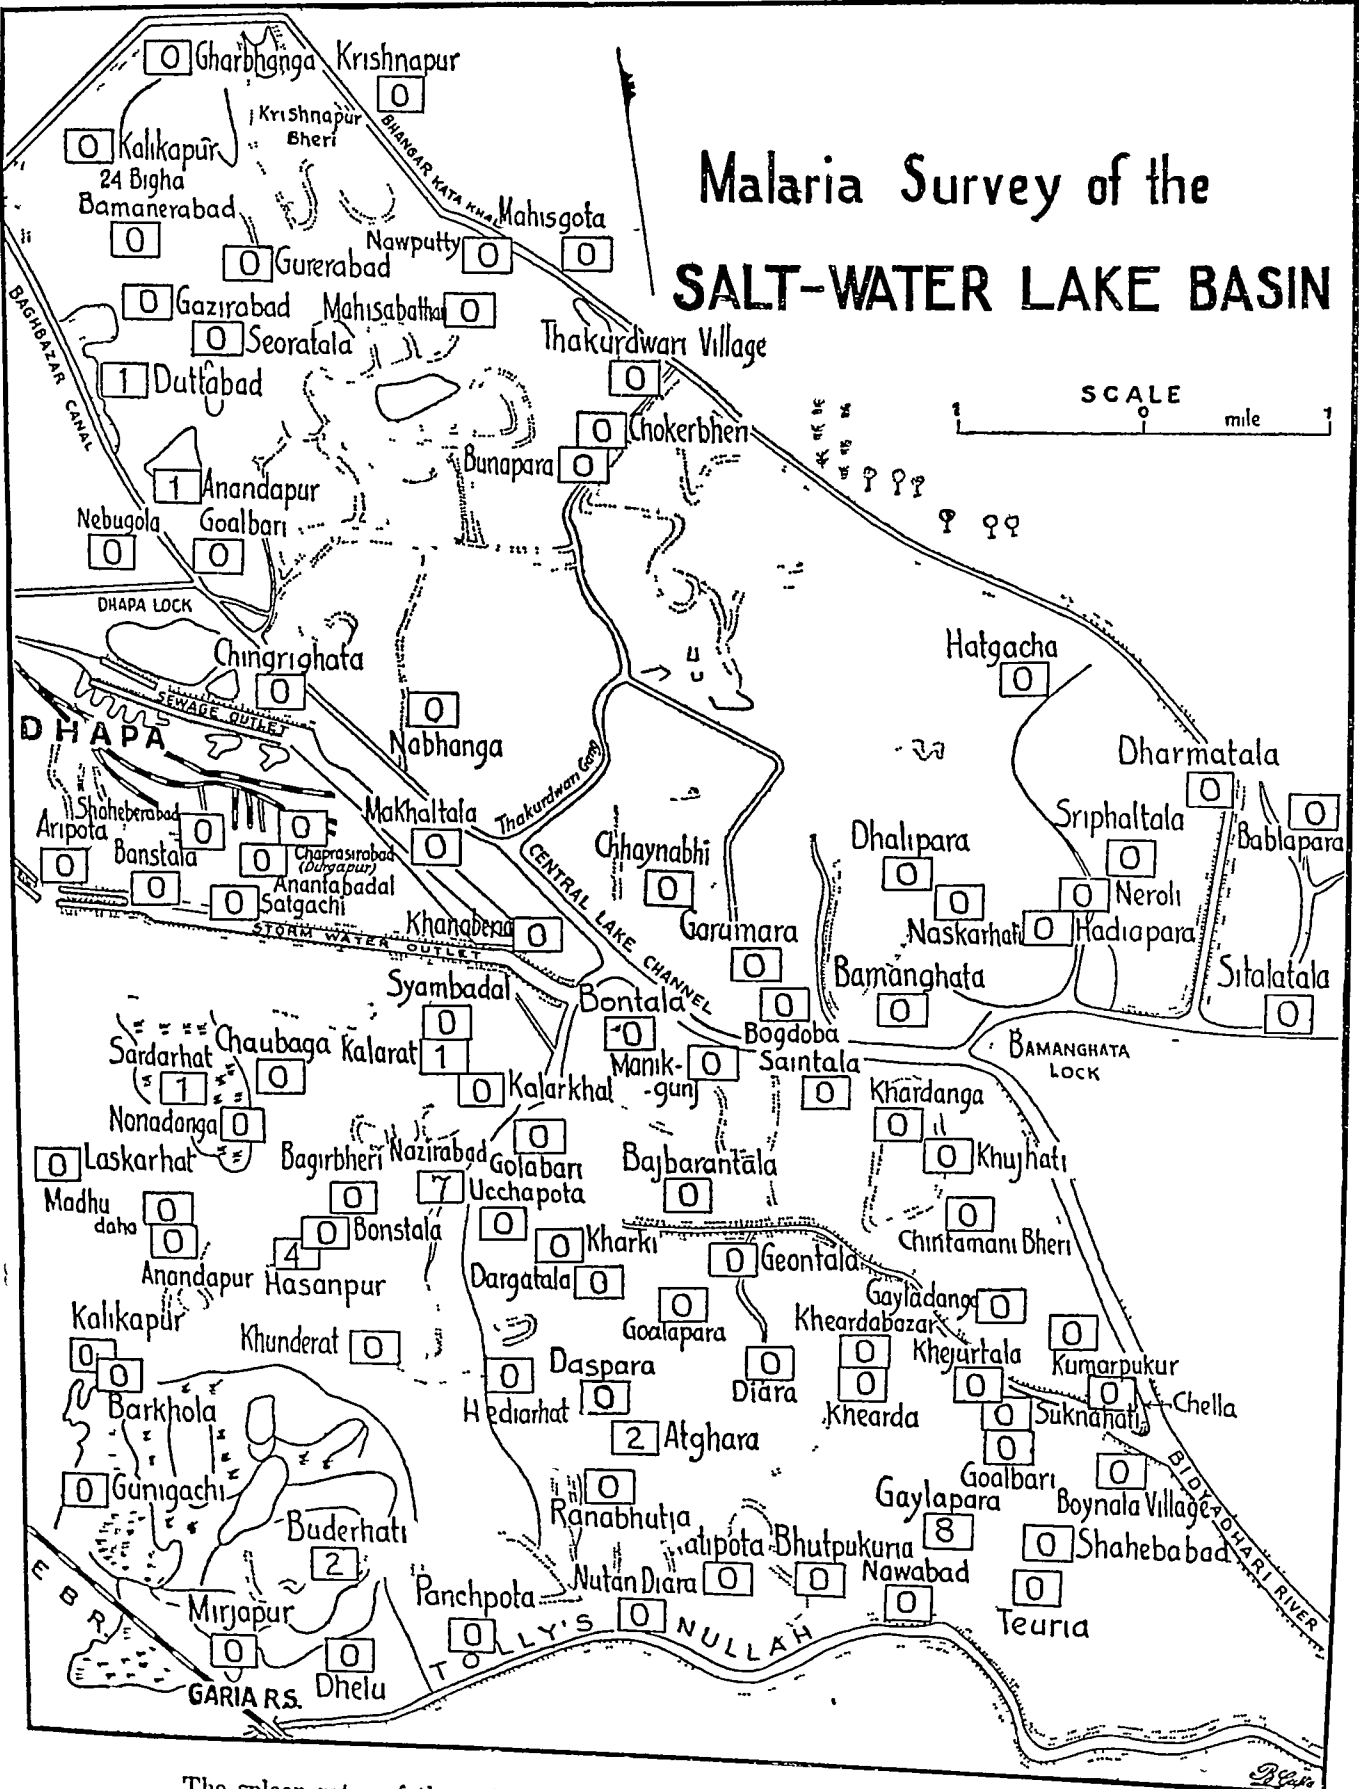 Malaria Survey of the
SALT-WATER LAKE BASIN
SCALE
1 0 1
mile
0 Gharbhanga
Krishnapur
0
Krishnapur
Bheri
BHANGAR KATA KHAL
0 Kalikapur
24 Bigha
Bamanerabad
0
Mahisgota
0
Nawputty 0
0 Gurerabad
0 Gazirabad
Mahisabathan 0
0 Seoratala
BAGHBAZAR CANAL
Thakurdwari Village
0
1 Duttabad
0 Chokerbheri
Bunapara 0
1 Anandapur
Nebugola
0
Goalbari
0
DHAPA LOCK
Chingrighata
0
SEWAGE OUTLET
DHAPA
0
Nabhanga
Hatgacha
0
Thakurdwari Gang
Dharmatala
0
0
Bablapara
Shaheberabad 0
0
Chaprasirabad
(Durgapur)
Makhaltala
0
Aripota
0
Banstala
0
0
Anantabadal
0 Satgachi
CENTRAL LAKE CHANNEL
Chhaynabhi
0
Dhalipara
0
Sriphaltala
0
0 Neroli
0
Naskarhati 0 Hadiapara
Khanaberia 0
STORM WATER OUTLET
Garumara
0
Bamanghata
0
Sitalatala
0
Syambadal
0
Bontala
0
0
Bogdoba
BAMANGHATA
LOCK
Sardarhat
1
Chaubaga
0
Kalarat 1
0 Kalarkhal
Manik-
gunj 0
Saintala
0
Khardanga
0
Nonadanga 0
0 Khujhati
0 Laskarhat
Bagirbheri
0
Nazirabad
7
0
Golabari
Bajbarantala
0
Madhu
daha
0
0
Anandapur
0 Bonstala
4
Hasanpur
Ucchapota
0
0 Kharki
0 Geontala
0
Chintamani Bheri
Dargatala 0
Gayladanga 0
Kalikapur
0
0
Barkhola
Khunderat 0
0
Goalapara
Kheardabazar
0
0
Khearda
Khejurtala
0
0
Kumarpukur
0
Chella
0
Hediarhat
Daspara
0
0
Diara
0 Suknahati
2 Atghara
0
Goalbari
0
Boynala Village
0 Gunigachi
0
Ranabhutia
Gaylapara
8
BIDYADHARI RIVER
Buderhati
2
atipota
0
Bhutpukuria
0
0 Shahebabad
Nawabad
0
0
Teuria
E B R.
Mirjapur
0
Panchpota
0
Nutan Diara
0
0
Dhelu
TOLLY'S NULLAH
GARIA R.S.